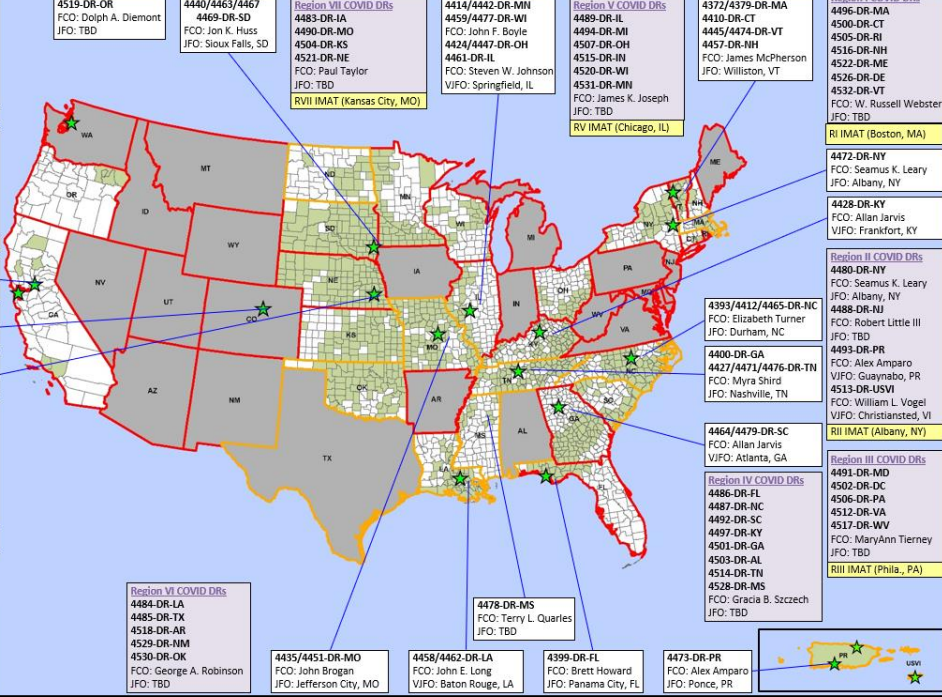 4519-DR-OR
FCO: Dolph A. Diemont
JFO: TBD
4440/4463/4467
4469-DR-SD
FCO: Jon K. Huss
JFO: Sioux Falls, SD
Region VII COVID DRs
4483-DR-IA
4490-DR-MO
4504-DR-KS
4521-DR-NE
FCO: Paul Taylor
JFO: TBD
RVII IMAT (Kansas City, MO)
4414/4442-DR-MN
4459/4477-DR-WI
FCO: John F. Boyle
4424/4447-DR-OH
4461-DR-IL
FCO: Steven W. Johnson
VJFO: Springfield, IL
Region V COVID DRs
4489-DR-IL
4494-DR-MI
4507-DR-OH
4515-DR-IN
4520-DR-WI
4531-DR-MN
FCO: James K. Joseph
JFO: TBD
RV IMAT (Chicago, IL)
4372/4379-DR-MA
4410-DR-CT
4445/4474-DR-VT
4457-DR-NH
FCO: James McPherson
JFO: Williston, VT
4496-DR-MA
4500-DR-CT
4505-DR-RI
4516-DR-NH
4522-DR-ME
4526-DR-DE
4532-DR-VT
FCO: W. Russell Webster
JFO: TBD
RI IMAT (Boston, MA)
4472-DR-NY
FCO: Seamus K. Leary
JFO: Albany, NY
4428-DR-KY
FCO: Allan Jarvis
VJFO: Frankfort, KY
Region II COVID DRs
4480-DR-NY
FCO: Seamus K. Leary
JFO: Albany, NY
4488-DR-NJ
FCO: Robert Little III
JFO: TBD
4493-DR-PR
FCO: Alex Amparo
VJFO: Guaynabo, PR
4513-DR-USVI
FCO: William L. Vogel
VJFO: Christiansted, VI
RII IMAT (Albany, NY)
4393/4412/4465-DR-NC
FCO: Elizabeth Turner
JFO: Durham, NC
4400-DR-GA
4427/4471/4476-DR-TN
FCO: Myra Shird
JFO: Nashville, TN
4464/4479-DR-SC
FCO: Allan Jarvis
VJFO: Atlanta, GA
Region IV COVID DRs
4486-DR-FL
4487-DR-NC
4492-DR-SC
4497-DR-KY
4501-DR-GA
4503-DR-AL
4514-DR-TN
4528-DR-MS
FCO: Gracia B. Szczech
JFO: TBD
Region III COVID DRs
4491-DR-MD
4502-DR-DC
4506-DR-PA
4512-DR-VA
4517-DR-WV
FCO: MaryAnn Tierney
JFO: TBD
RIII IMAT (Phila., PA)
WA
MT
ND
MN
ME
OR
ID
SD
WI
NY
VT
NH
MA
CT
RI
WY
MI
IA
PA
NJ
NV
NE
OH
UT
IL
IN
MD
CA
CO
WV
VA
KS
MO
KY
AZ
NM
OK
TN
NC
AR
SC
TX
MS
AL
GA
LA
FL
Region VI COVID DRs
4484-DR-LA
4485-DR-TX
4518-DR-AR
4529-DR-NM
4530-DR-OK
FCO: George A. Robinson
JFO: TBD
4435/4451-DR-MO
FCO: John Brogan
JFO: Jefferson City, MO
4458/4462-DR-LA
FCO: John E. Long
VJFO: Baton Rouge, LA
4478-DR-MS
FCO: Terry L. Quarles
JFO: TBD
4399-DR-FL
FCO: Brett Howard
JFO: Panama City, FL
4473-DR-PR
FCO: Alex Amparo
JFO: Ponce, PR
PR
USVI